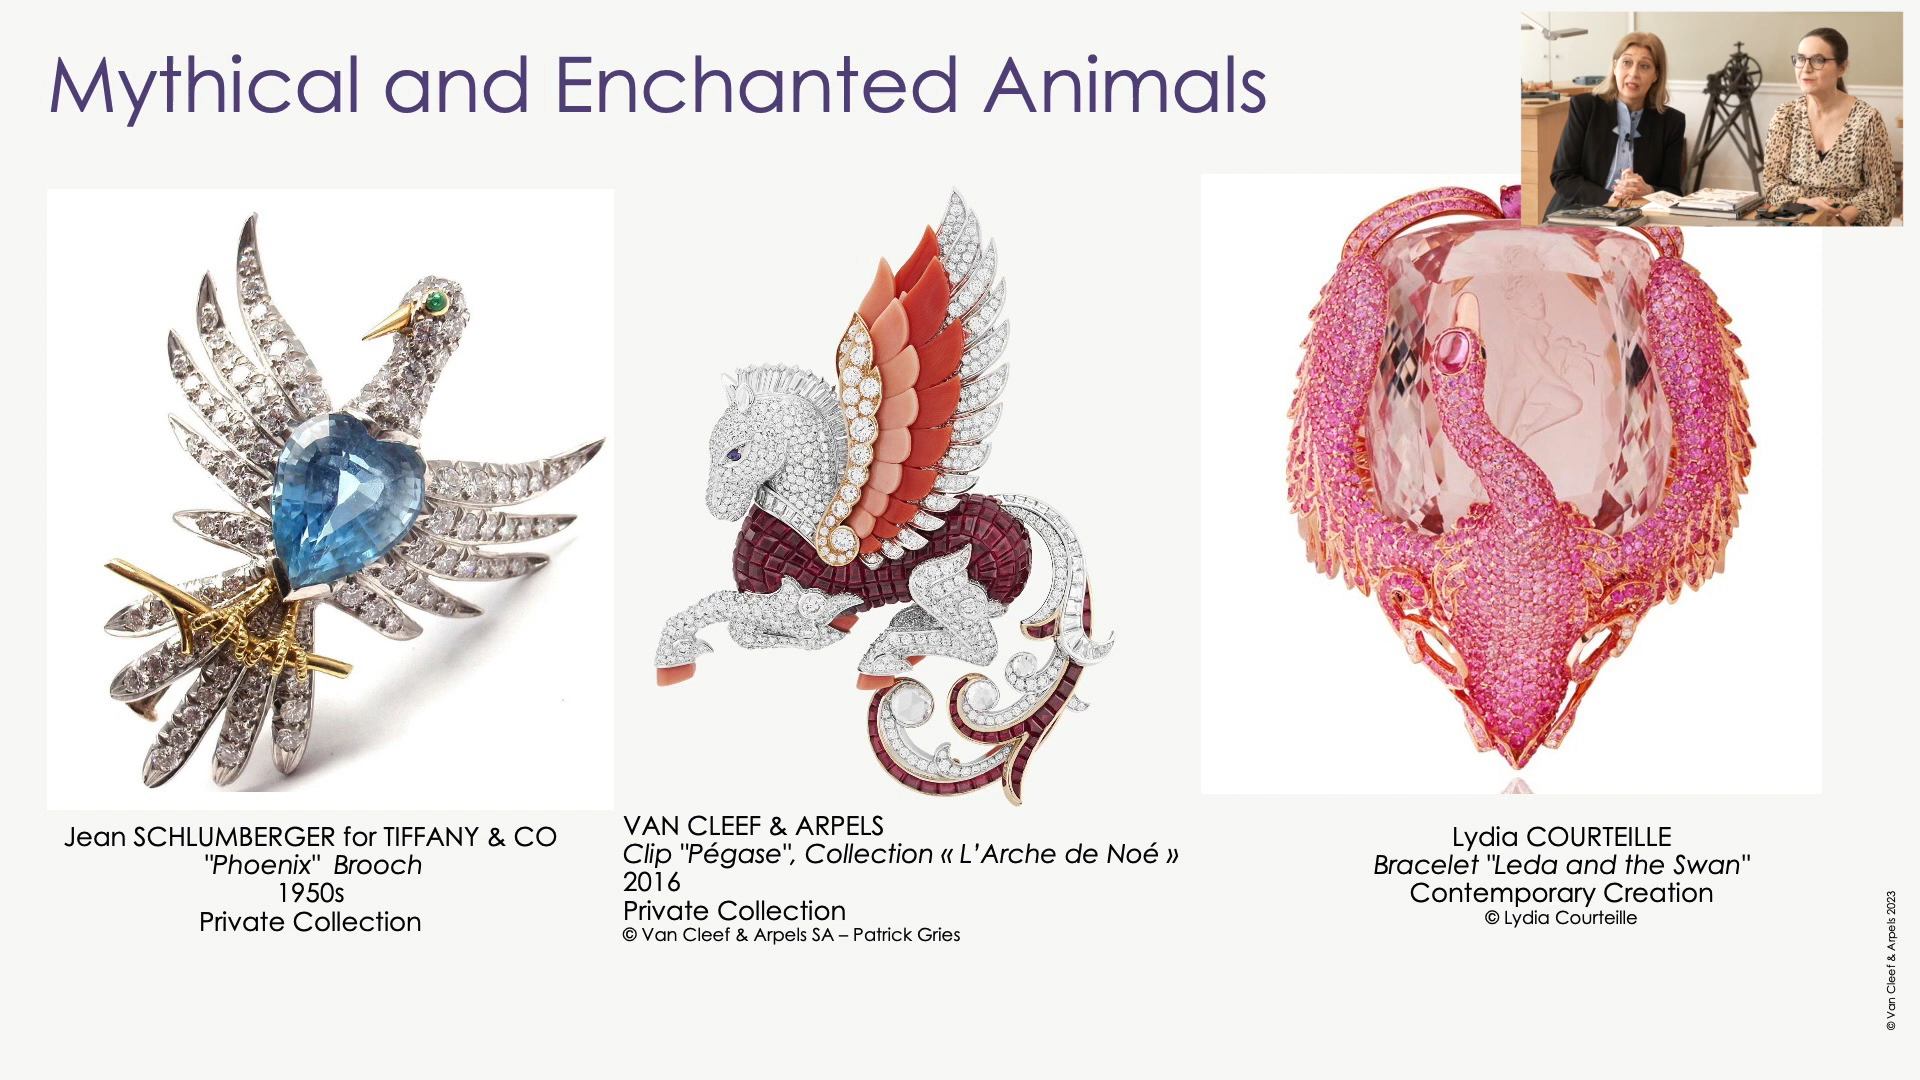 Mythical and Enchanted Animals
Jean SCHLUMBERGER for TIFFANY & CO
"Phoenix" Brooch
1950s
Private Collection
VAN CLEEF & ARPELS
Clip "Pégase", Collection « L'Arche de Noé »
2016
Private Collection
© Van Cleef & Arpels SA – Patrick Gries
Lydia COURTEILLE
Bracelet "Leda and the Swan"
Contemporary Creation
© Lydia Courteille
© Van Cleef & Arpels 2023